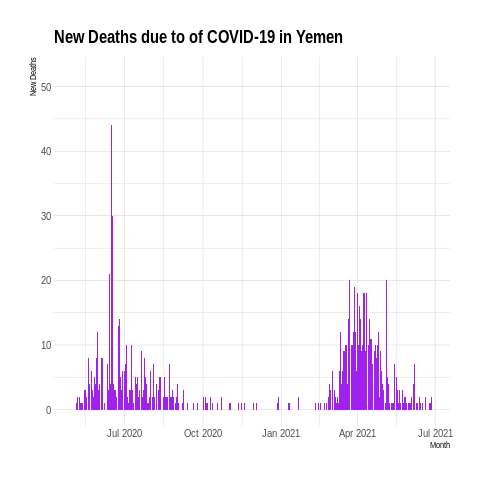 New Deaths due to of COVID-19 in Yemen
New Deaths
50
40
30
20
10
0
Jul 2020 Oct 2020 Jan 2021 Apr 2021 Jul 2021
Month